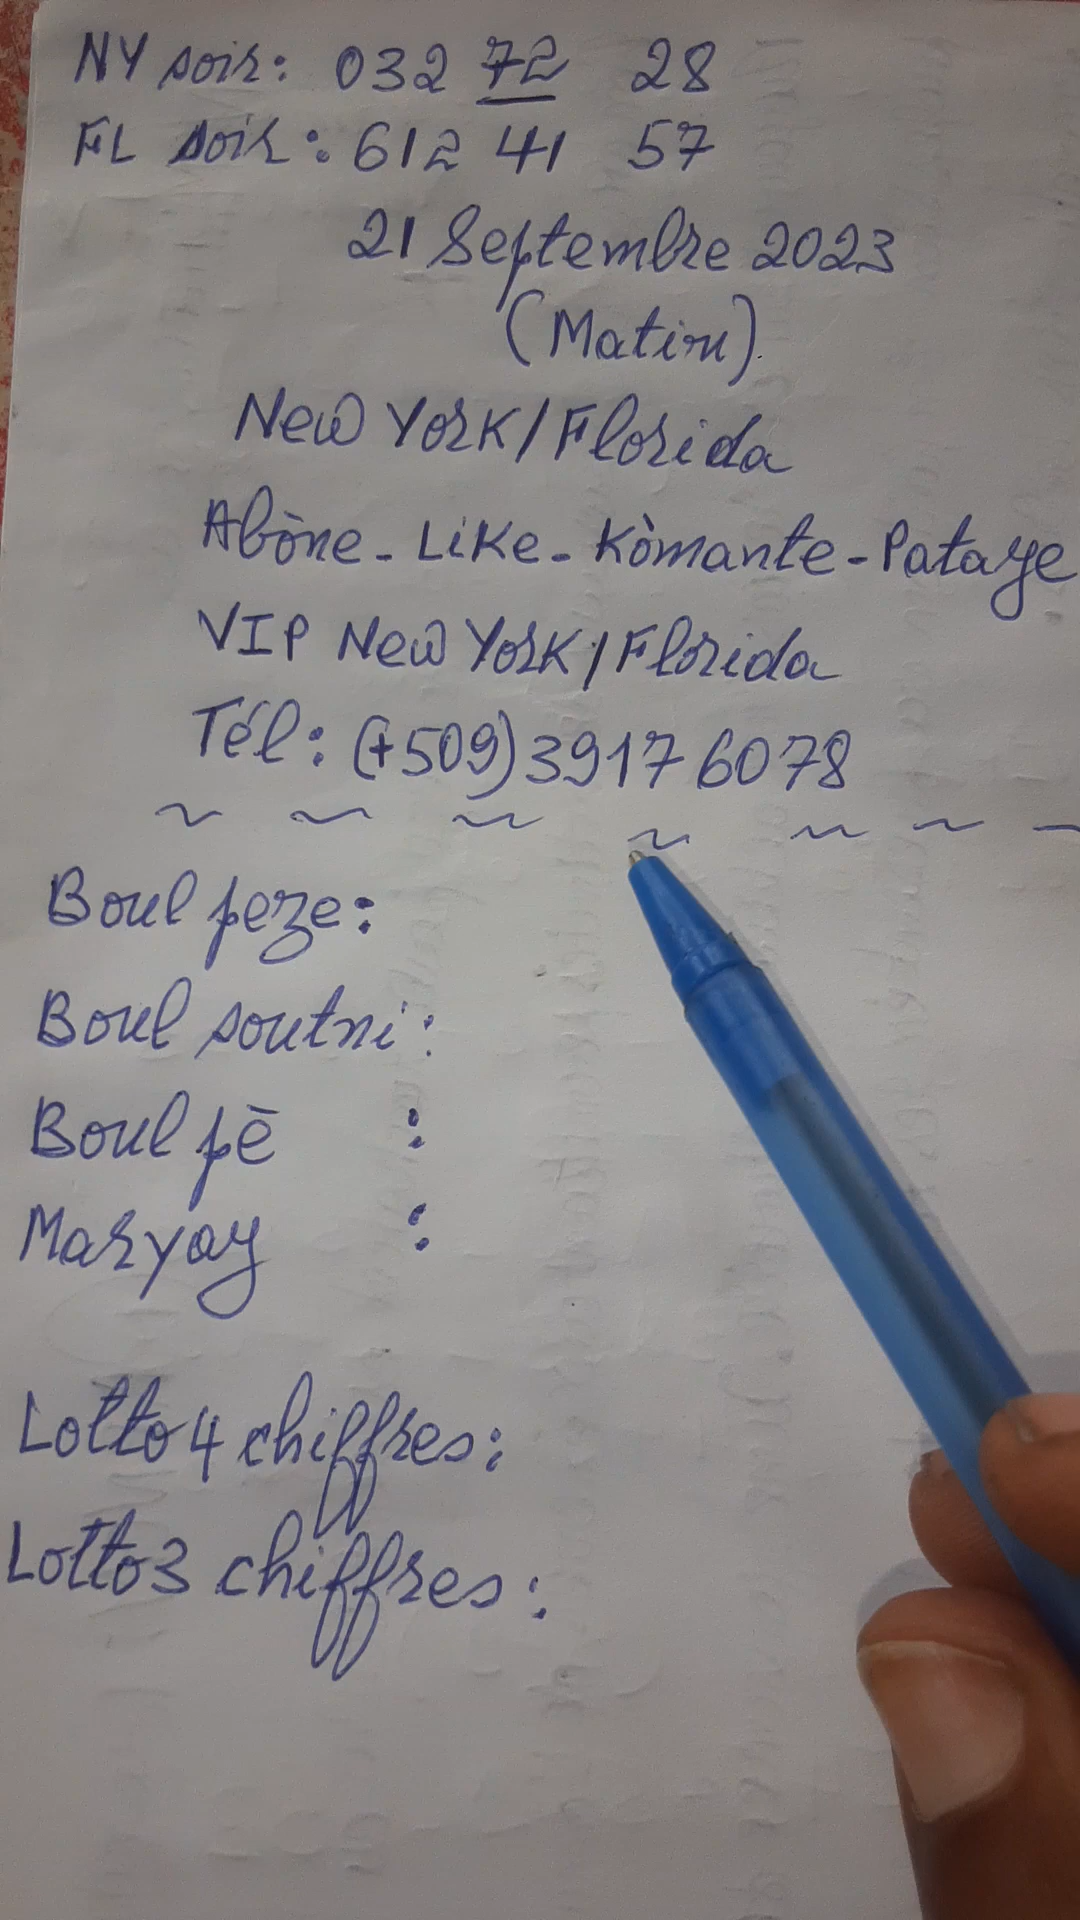 NY soir: 032 72 28
FL soir: 612 41 57
21 Septembre 2023
(Matin).
New York/Florida
Abòne - Like - Kòmante - Pataje
VIP New York/Florida
Tél: (+509) 3917 6078
~ ~ ~ ~ ~ ~ ~
Boul peze:
Boul soutni:
Boul pè :
Maryaj :
Lotto 4 chiffres:
Lotto 3 chiffres: